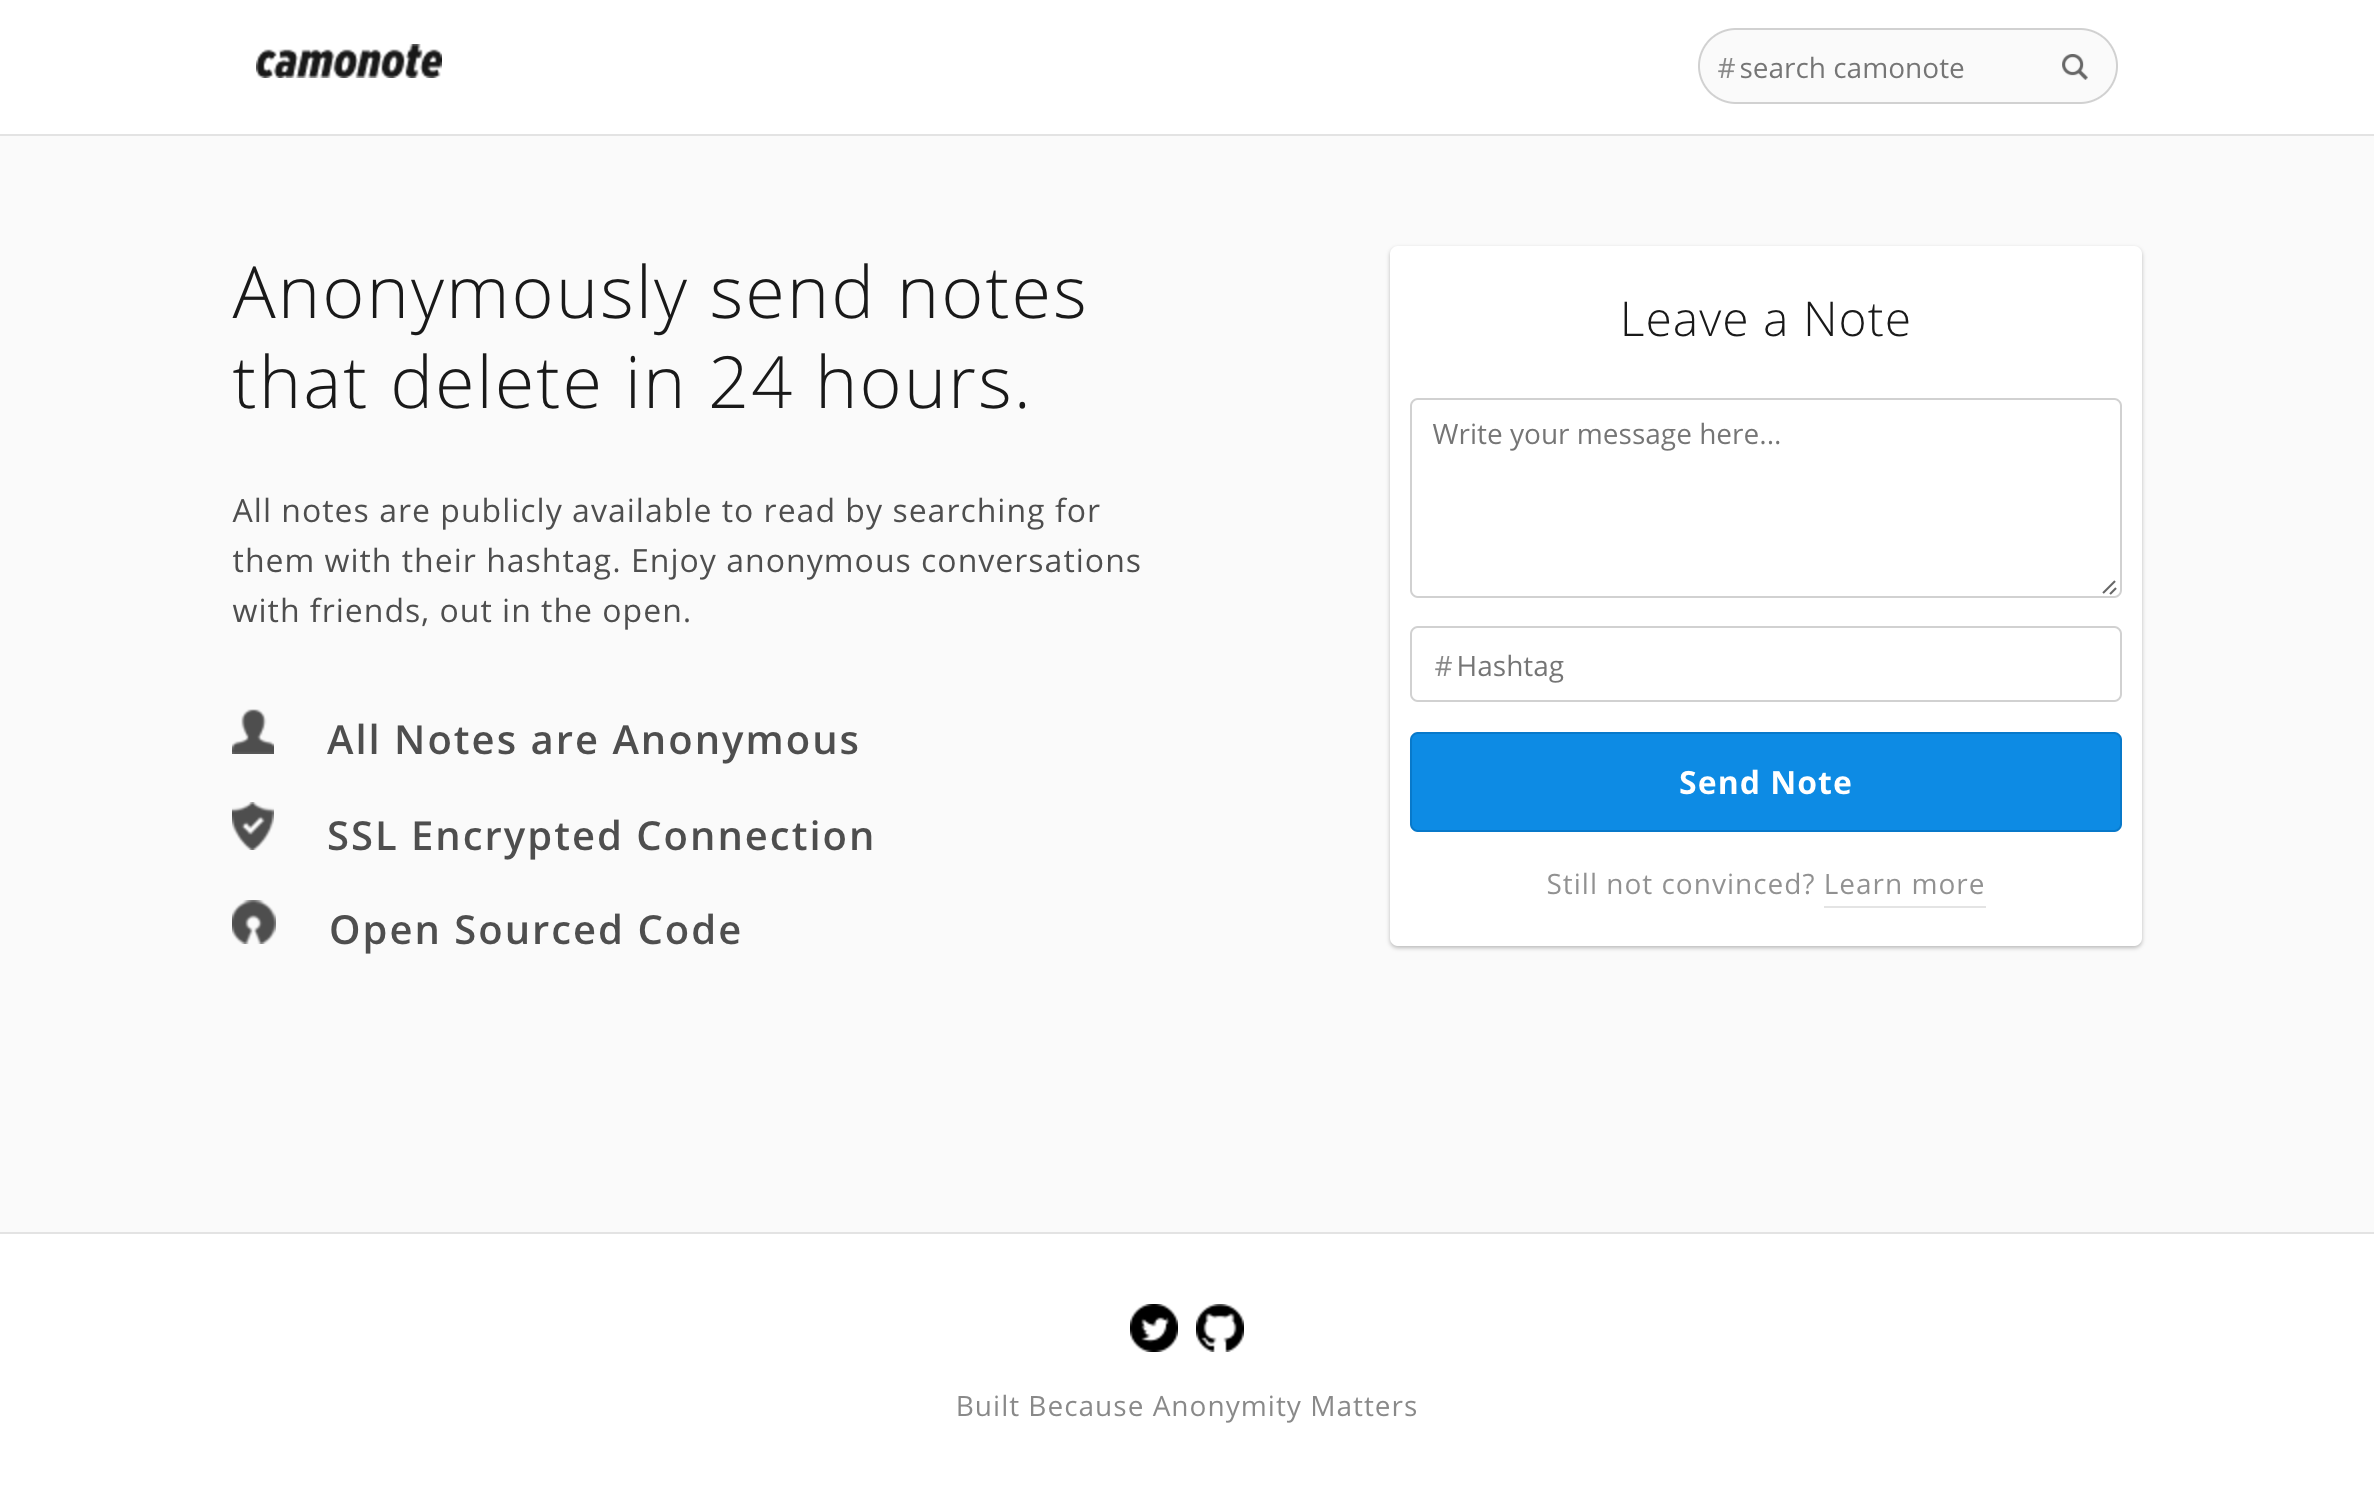 camonote
#search camonote
Anonymously send notes
that delete in 24 hours.
All notes are publicly available to read by searching for
them with their hashtag. Enjoy anonymous conversations
with friends, out in the open.
All Notes are Anonymous
SSL Encrypted Connection
Open Sourced Code
Leave a Note
Write your message here...
#Hashtag
Send Note
Still not convinced? Learn more
Built Because Anonymity Matters